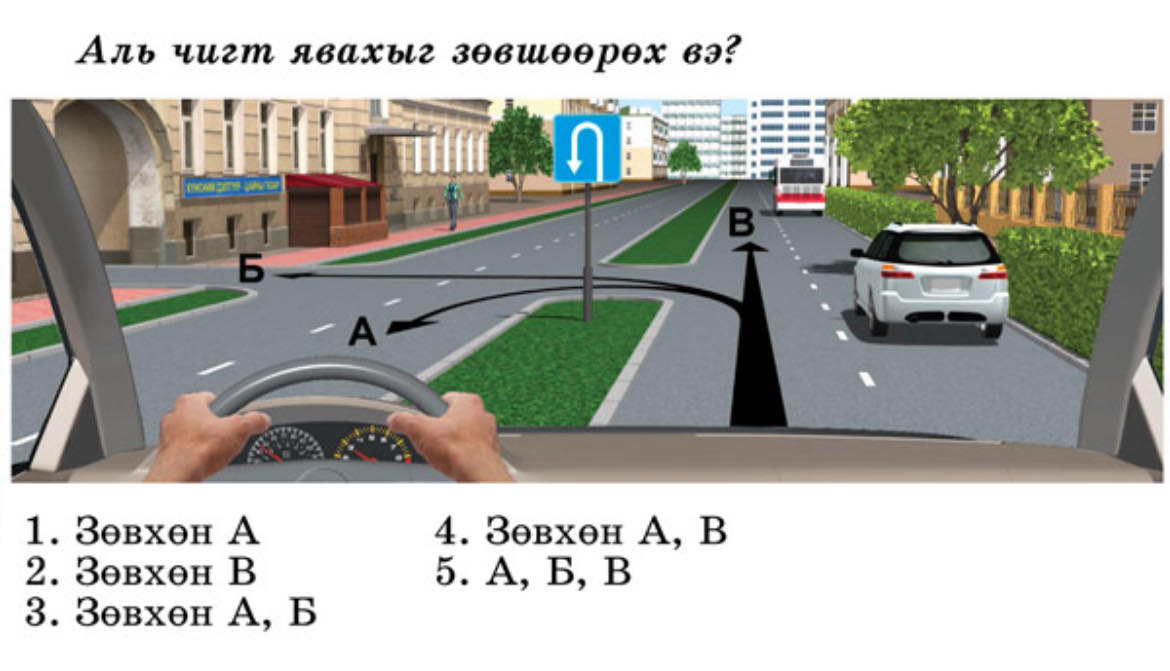 Аль чигт явахыг зөвшөөрөх вэ?
В
Б
А
1. Зөвхөн А
2. Зөвхөн В
3. Зөвхөн А, Б
4. Зөвхөн А, В
5. А, Б, В